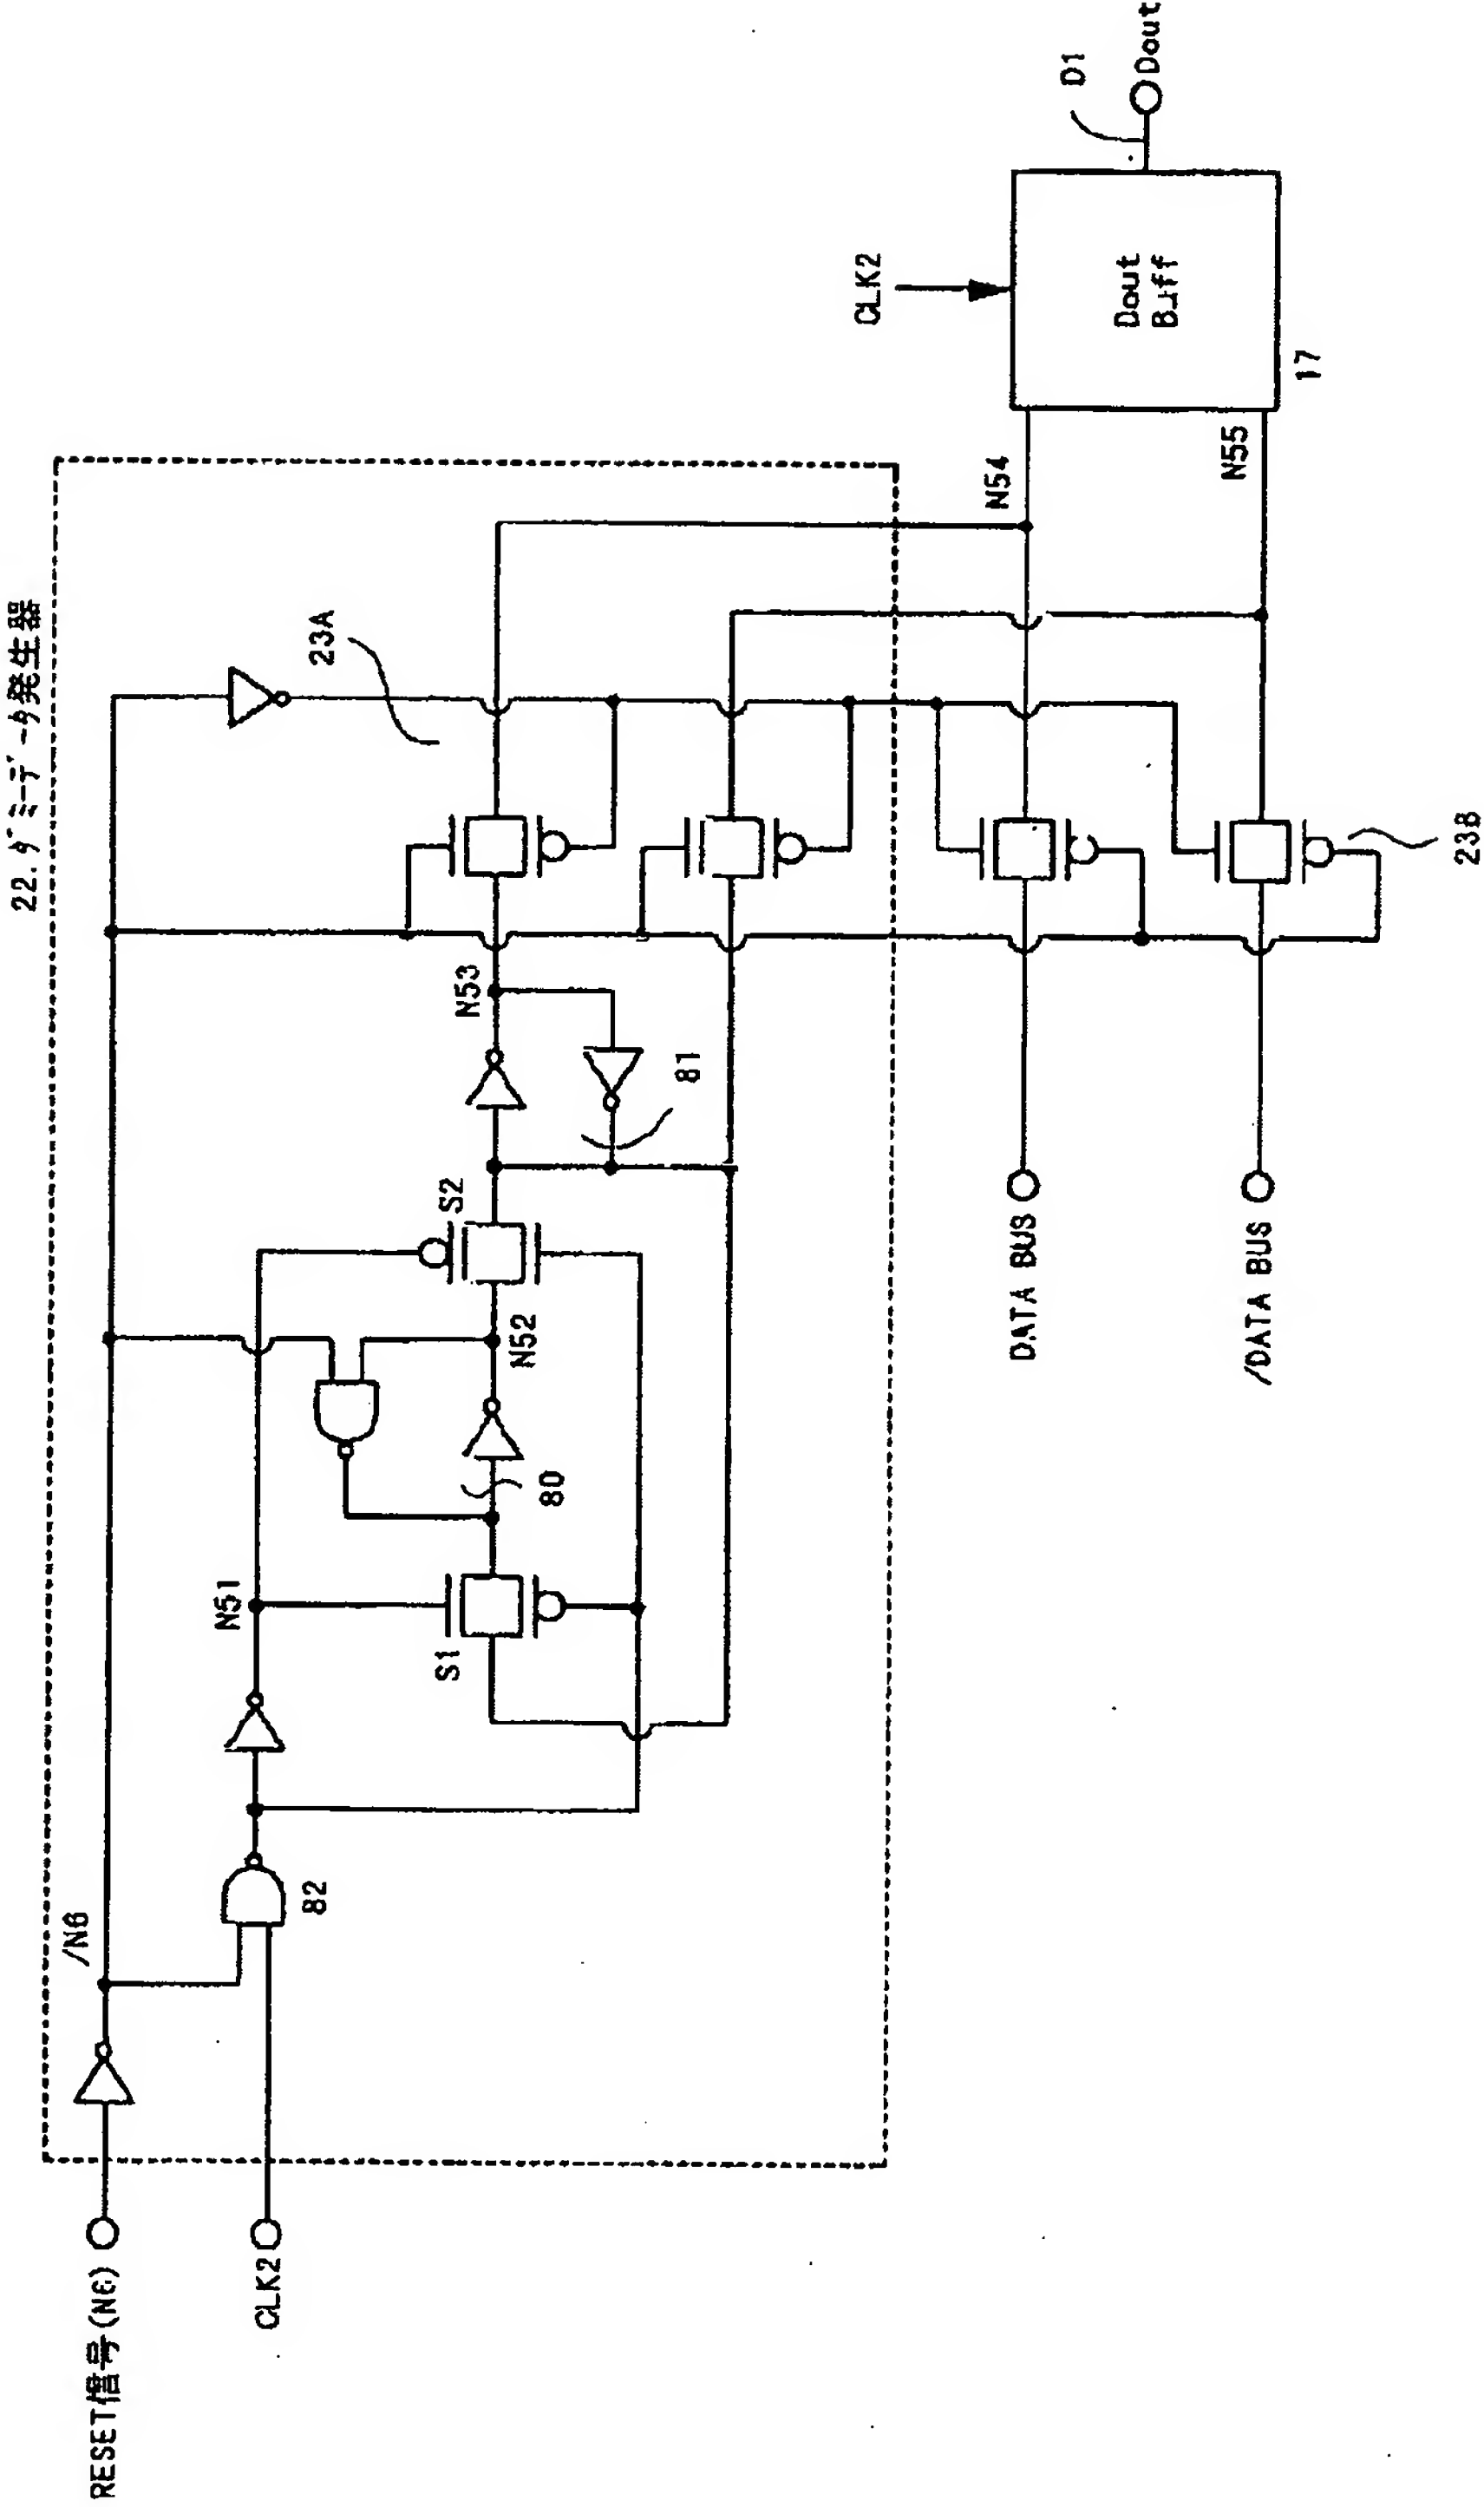 22.ダミーデータ発生器
RESET信号(N6)
CLK2
/N6
82
N51
S1
80
N52
S2
81
N53
23A
N54
N55
CLK2
Dout
Buff
17
D1
Dout
DATA BUS
/DATA BUS
23B